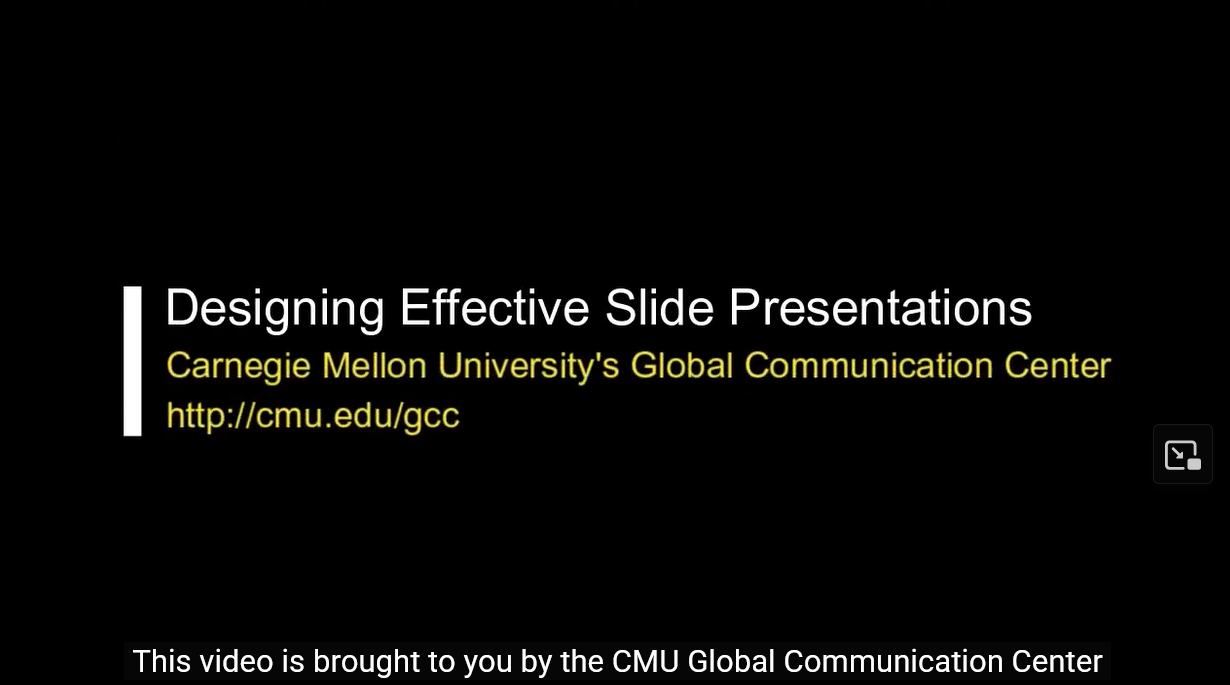 Designing Effective Slide Presentations
Carnegie Mellon University's Global Communication Center
http://cmu.edu/gcc
This video is brought to you by the CMU Global Communication Center